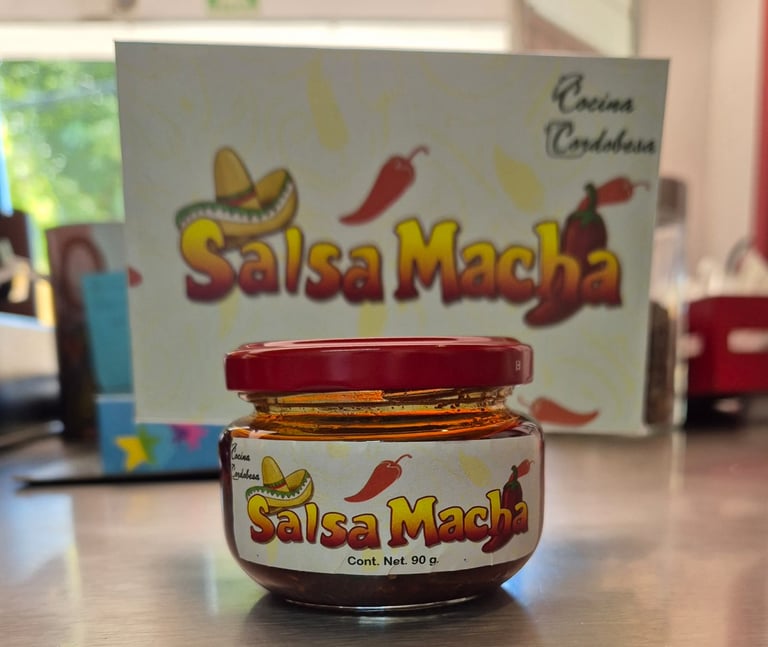 Cocina
Cordobesa
Salsa Macha
Cocina
Cordobesa
Salsa Macha
Cont. Net. 90 g.